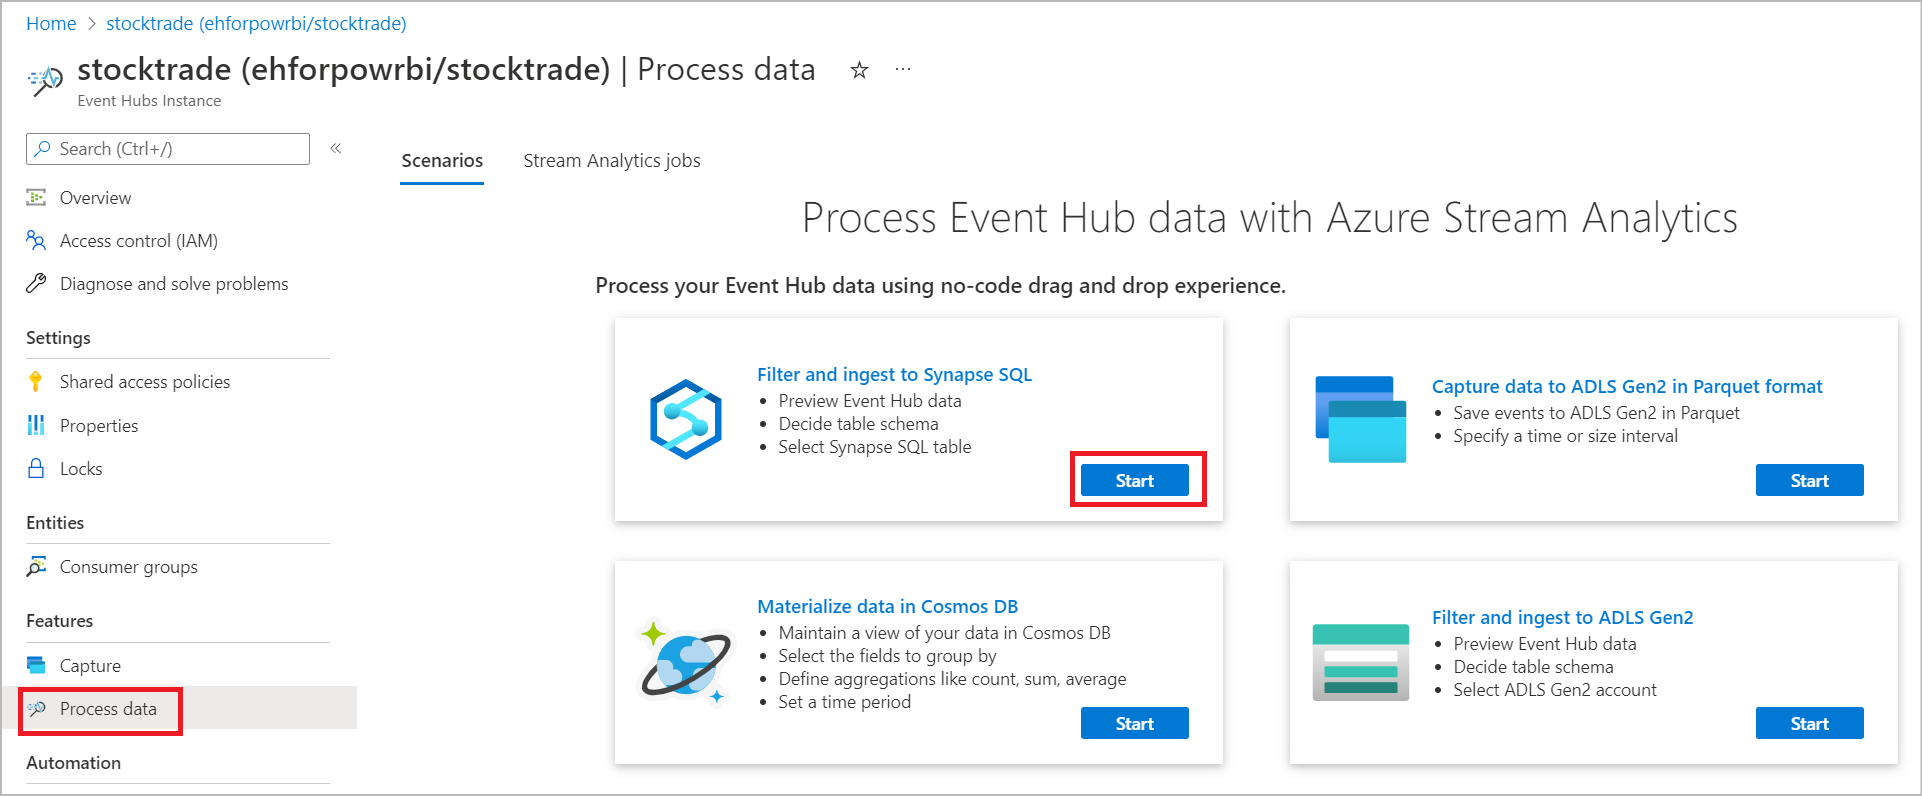 Home > stocktrade (ehforpowrbi/stocktrade)
stocktrade (ehforpowrbi/stocktrade) | Process data
Event Hubs Instance
Search (Ctrl+/)
Overview
Access control (IAM)
Diagnose and solve problems
Settings
Shared access policies
Properties
Locks
Entities
Consumer groups
Features
Capture
Process data
Automation
Scenarios
Stream Analytics jobs
Process Event Hub data with Azure Stream Analytics
Process your Event Hub data using no-code drag and drop experience.
Filter and ingest to Synapse SQL
• Preview Event Hub data
• Decide table schema
• Select Synapse SQL table
Start
Capture data to ADLS Gen2 in Parquet format
• Save events to ADLS Gen2 in Parquet
• Specify a time or size interval
Start
Materialize data in Cosmos DB
• Maintain a view of your data in Cosmos DB
• Select the fields to group by
• Define aggregations like count, sum, average
• Set a time period
Start
Filter and ingest to ADLS Gen2
• Preview Event Hub data
• Decide table schema
• Select ADLS Gen2 account
Start